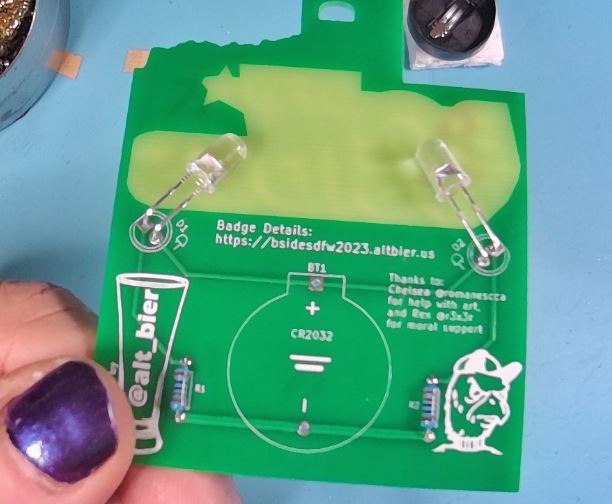 D1
Badge Details:
https://bsidesdfw2023.altbier.us
D2
BT1
Thanks to:
Chelsea @romanescca
for help with art,
and Rex @r3x3r
for moral support
+
CR2032
@alt_bier
R1
R2